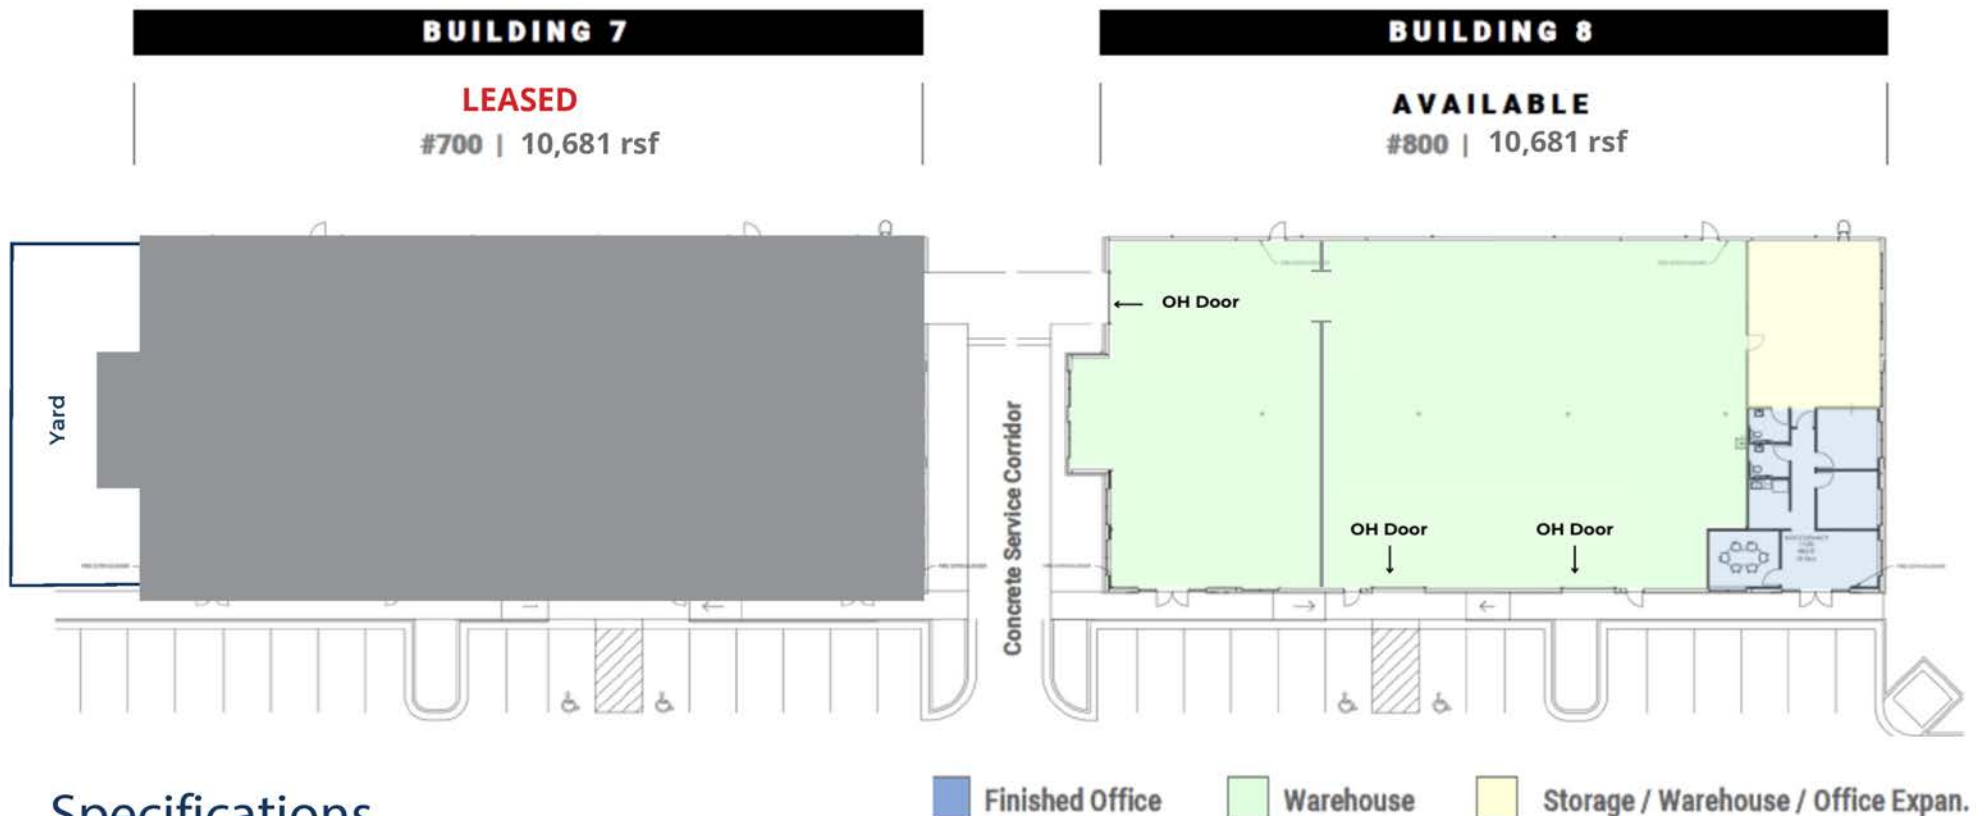 BUILDING 7
BUILDING 8
LEASED
#700 | 10,681 rsf
AVAILABLE
#800 | 10,681 rsf
Yard
Concrete Service Corridor
OH Door
OH Door
OH Door
Specifications
Finished Office
Warehouse
Storage / Warehouse / Office Expan.